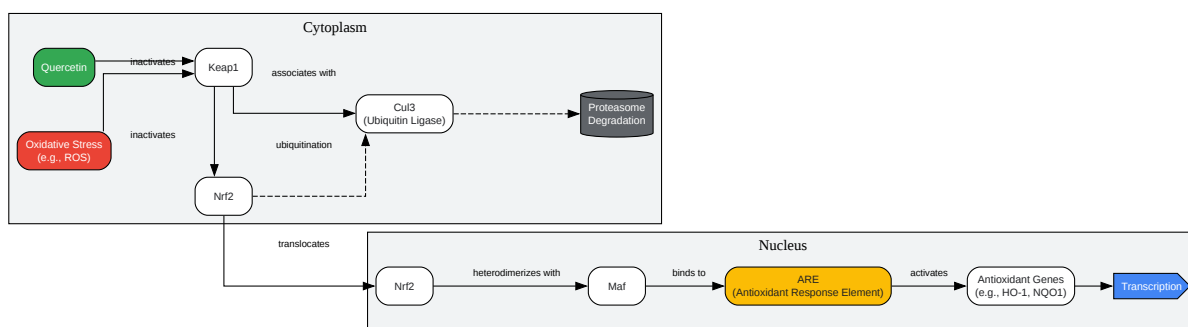 Cytoplasm
Quercetin
inactivates
Keap1
associates with
Cul3
(Ubiquitin Ligase)
Proteasome
Degradation
Oxidative Stress
(e.g., ROS)
inactivates
ubiquitination
Nrf2
translocates
Nucleus
Nrf2
heterodimerizes with
Maf
binds to
ARE
(Antioxidant Response Element)
activates
Antioxidant Genes
(e.g., HO-1, NQO1)
Transcription